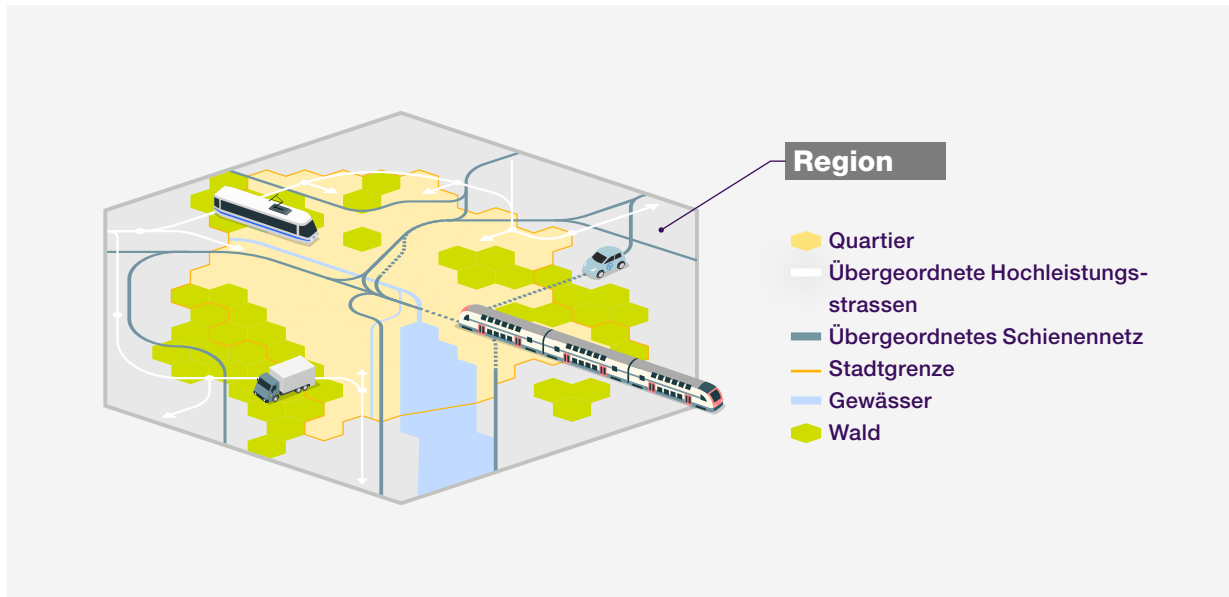 Region
Quartier
Übergeordnete Hochleistungs-
strassen
Übergeordnetes Schienennetz
Stadtgrenze
Gewässer
Wald